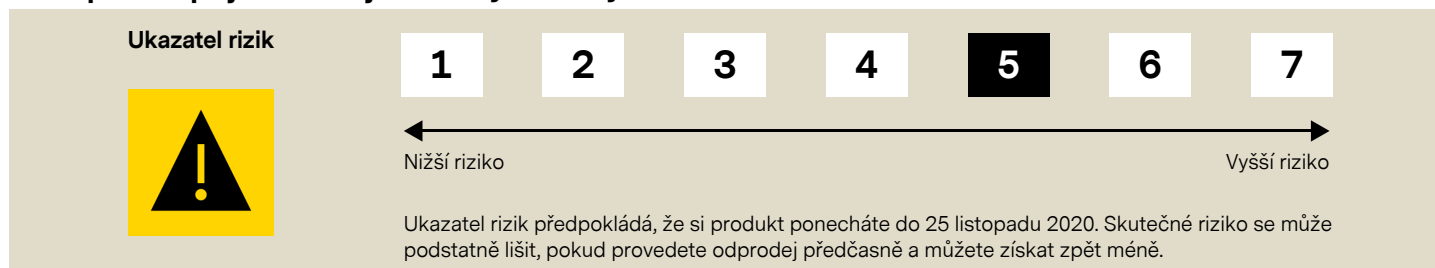 Ukazatel rizik
1 2 3 4 5 6 7
Nižší riziko Vyšší riziko
Ukazatel rizik předpokládá, že si produkt ponecháte do 25 listopadu 2020. Skutečné riziko se může
podstatně lišit, pokud provedete odprodej předčasně a můžete získat zpět méně.